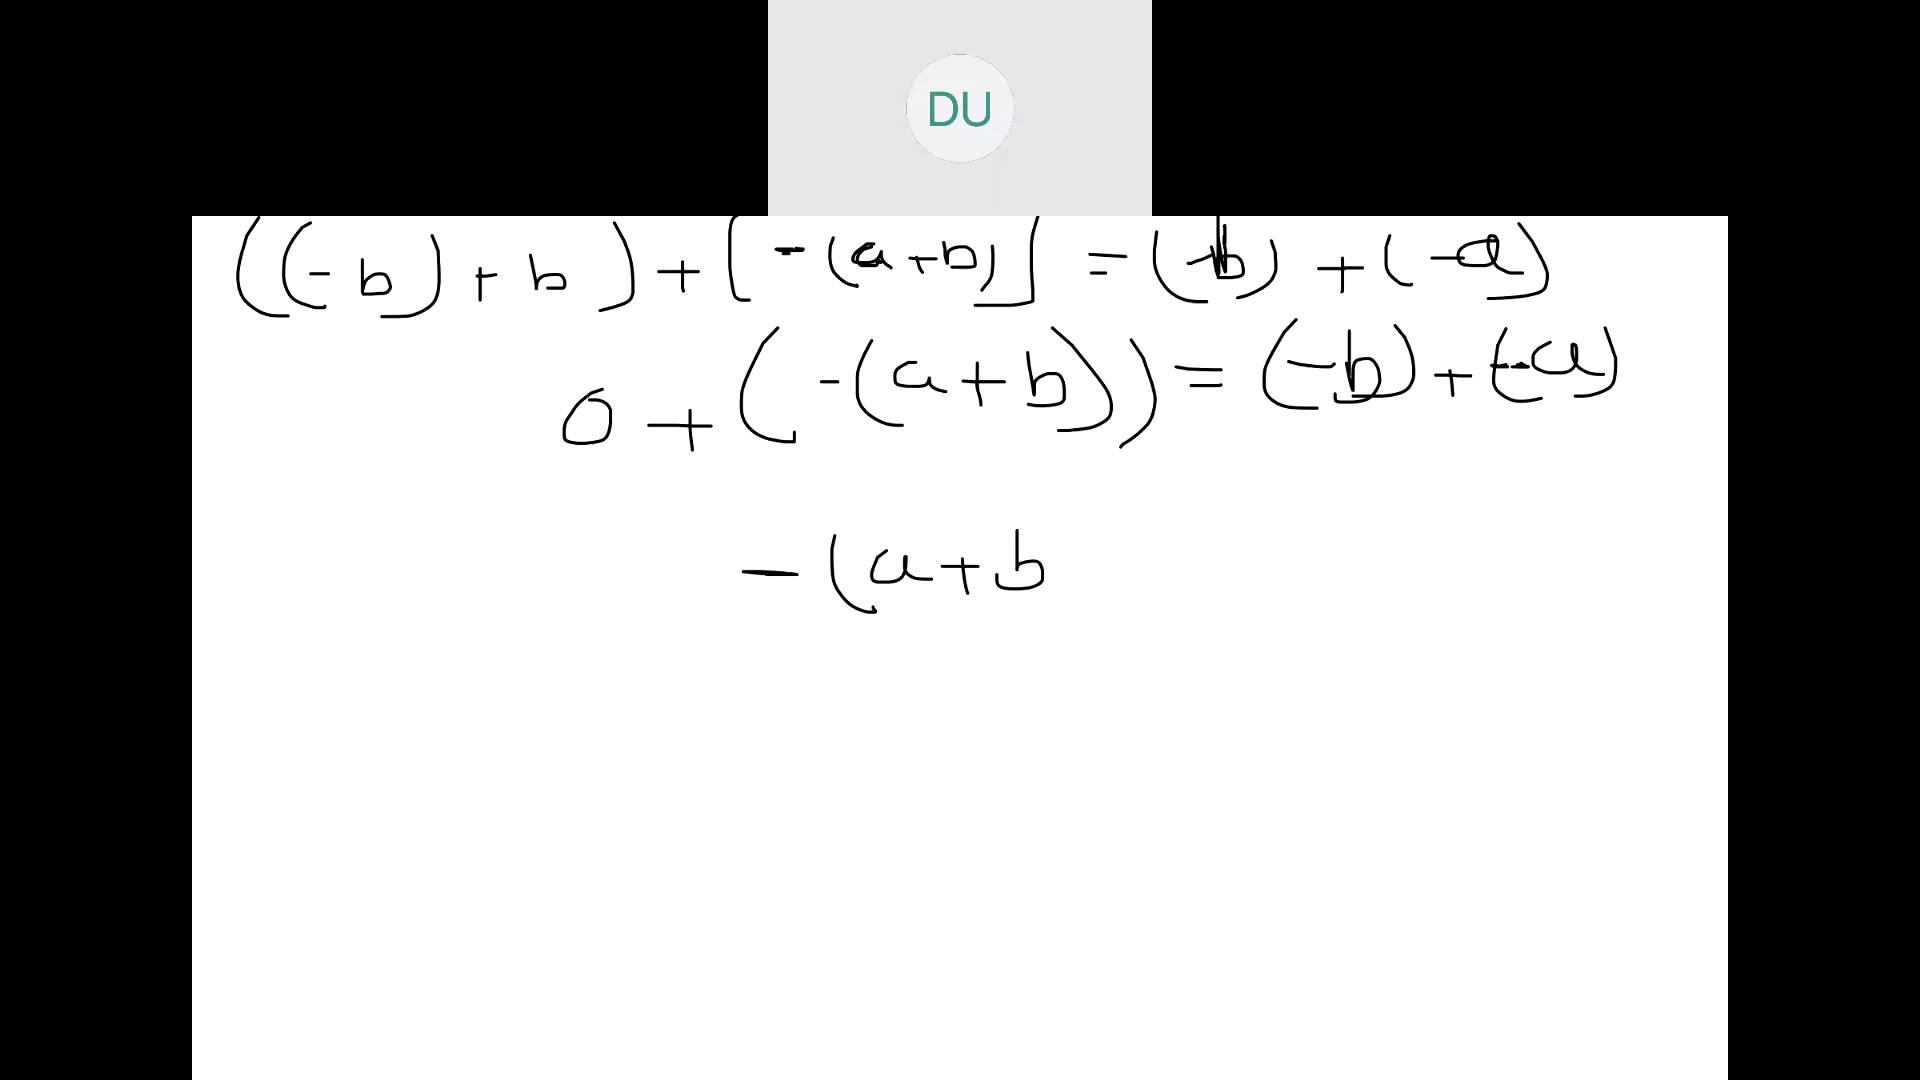 DU
((-b) + b) + [-(a+b)] = (-b) + (-a)
0 + (-(a+b)) = (-b) + (-a)
-(a+b